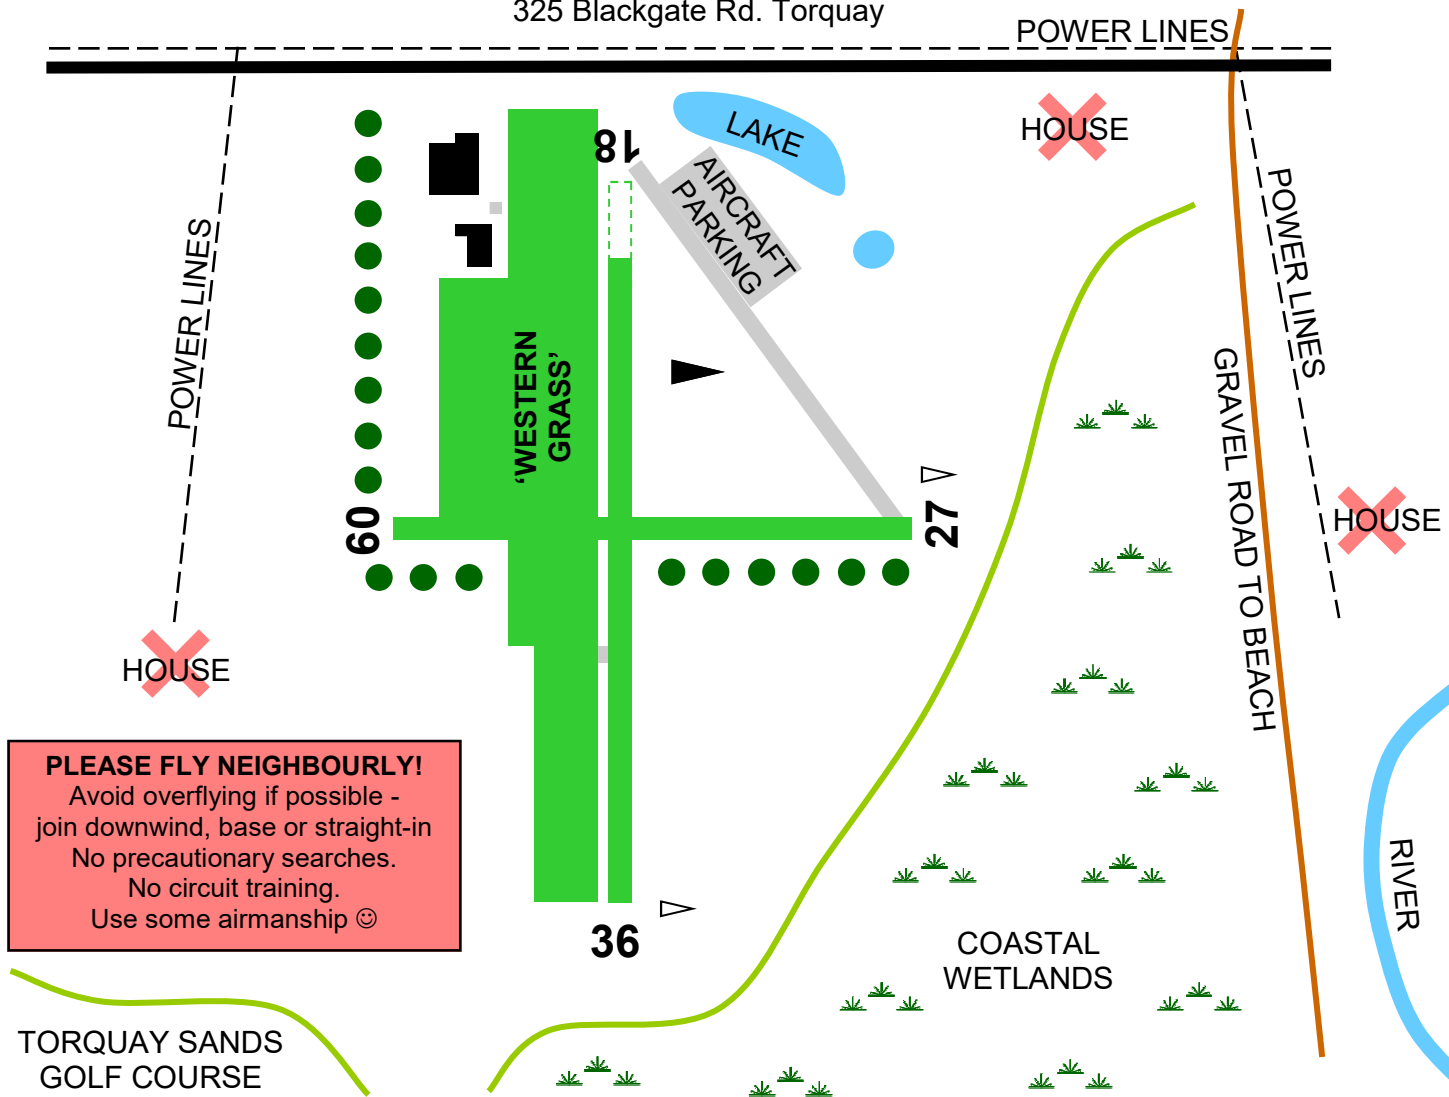 325 Blackgate Rd. Torquay
POWER LINES
LAKE
HOUSE
18
AIRCRAFT
PARKING
POWER LINES
POWER LINES
'WESTERN
GRASS'
GRAVEL ROAD TO BEACH
09
27
HOUSE
HOUSE
PLEASE FLY NEIGHBOURLY!
Avoid overflying if possible -
join downwind, base or straight-in
No precautionary searches.
No circuit training.
Use some airmanship ☺
RIVER
36
COASTAL
WETLANDS
TORQUAY SANDS
GOLF COURSE